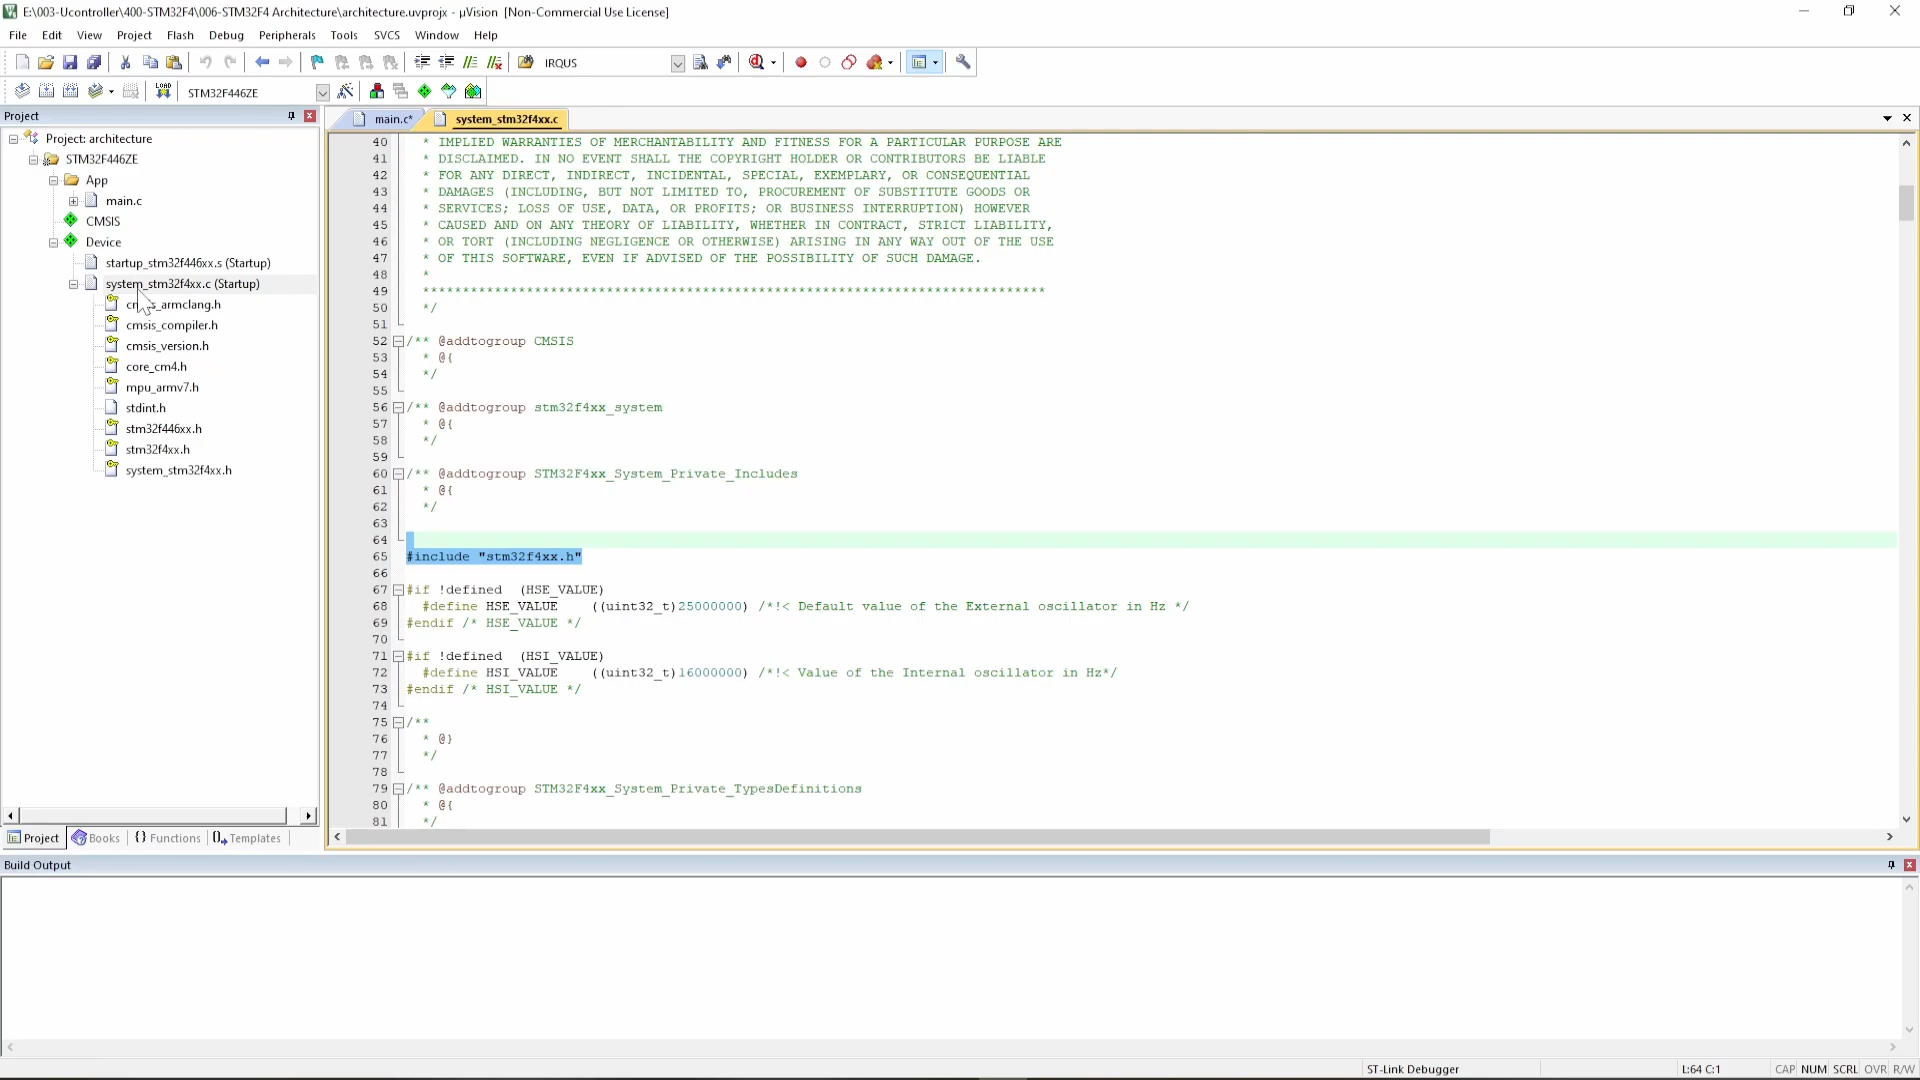 E:\003-Ucontroller\400-STM32F4\006-STM32F4 Architecture\architecture.uvprojx - µVision [Non-Commercial Use License]
File Edit View Project Flash Debug Peripherals Tools SVCS Window Help
IRQUS
LOAD STM32F446ZE
Project
main.c* system_stm32f4xx.c
Project: architecture
STM32F446ZE
App
main.c
CMSIS
Device
startup_stm32f446xx.s (Startup)
system_stm32f4xx.c (Startup)
armclang.h
cmsis_compiler.h
cmsis_version.h
core_cm4.h
mpu_armv7.h
stdint.h
stm32f446xx.h
stm32f4xx.h
system_stm32f4xx.h
Project Books {} Functions Templates
40 * IMPLIED WARRANTIES OF MERCHANTABILITY AND FITNESS FOR A PARTICULAR PURPOSE ARE
41 * DISCLAIMED. IN NO EVENT SHALL THE COPYRIGHT HOLDER OR CONTRIBUTORS BE LIABLE
42 * FOR ANY DIRECT, INDIRECT, INCIDENTAL, SPECIAL, EXEMPLARY, OR CONSEQUENTIAL
43 * DAMAGES (INCLUDING, BUT NOT LIMITED TO, PROCUREMENT OF SUBSTITUTE GOODS OR
44 * SERVICES; LOSS OF USE, DATA, OR PROFITS; OR BUSINESS INTERRUPTION) HOWEVER
45 * CAUSED AND ON ANY THEORY OF LIABILITY, WHETHER IN CONTRACT, STRICT LIABILITY,
46 * OR TORT (INCLUDING NEGLIGENCE OR OTHERWISE) ARISING IN ANY WAY OUT OF THE USE
47 * OF THIS SOFTWARE, EVEN IF ADVISED OF THE POSSIBILITY OF SUCH DAMAGE.
48 *
49 ******************************************************************************
50 */
51
52 /** @addtogroup CMSIS
53 * @{
54 */
55
56 /** @addtogroup stm32f4xx_system
57 * @{
58 */
59
60 /** @addtogroup STM32F4xx_System_Private_Includes
61 * @{
62 */
63
64
65 #include "stm32f4xx.h"
66
67 #if !defined (HSE_VALUE)
68 #define HSE_VALUE ((uint32_t)25000000) /*!< Default value of the External oscillator in Hz */
69 #endif /* HSE_VALUE */
70
71 #if !defined (HSI_VALUE)
72 #define HSI_VALUE ((uint32_t)16000000) /*!< Value of the Internal oscillator in Hz*/
73 #endif /* HSI_VALUE */
74
75 /**
76 * @}
77 */
78
79 /** @addtogroup STM32F4xx_System_Private_TypesDefinitions
80 * @{
81 */
Build Output
ST-Link Debugger L:64 C:1 CAP NUM SCRL OVR R/W